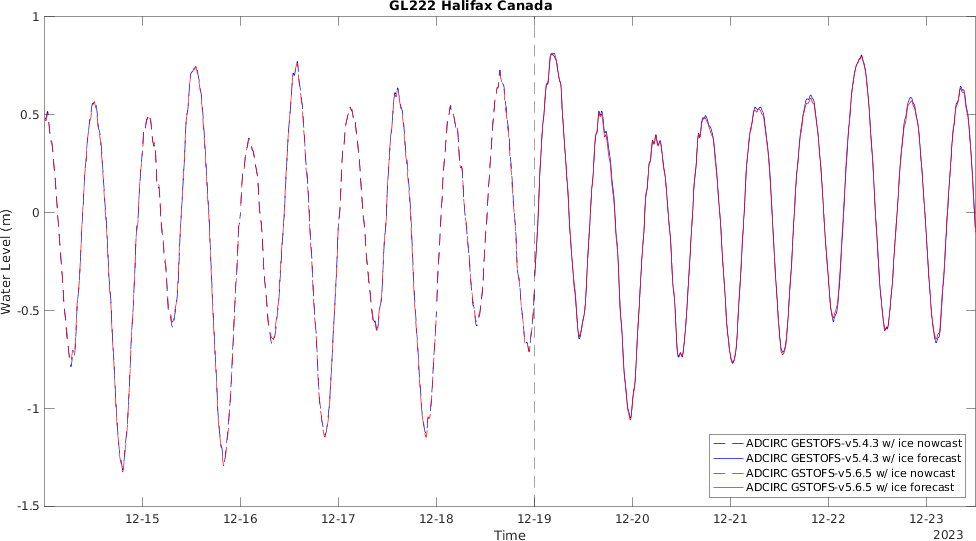 GL222 Halifax Canada
Water Level (m)
1
0.5
0
-0.5
-1
-1.5
ADCIRC GESTOFS-v5.4.3 w/ ice nowcast
ADCIRC GESTOFS-v5.4.3 w/ ice forecast
ADCIRC GSTOFS-v5.6.5 w/ ice nowcast
ADCIRC GSTOFS-v5.6.5 w/ ice forecast
12-15 12-16 12-17 12-18 12-19 12-20 12-21 12-22 12-23
Time
2023